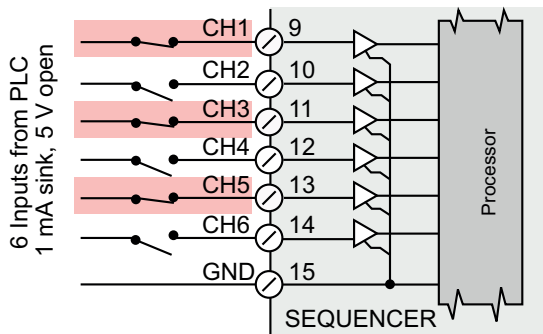 6 Inputs from PLC
1 mA sink, 5 V open
CH1 9
CH2 10
CH3 11
CH4 12
CH5 13
CH6 14
GND 15
Processor
SEQUENCER